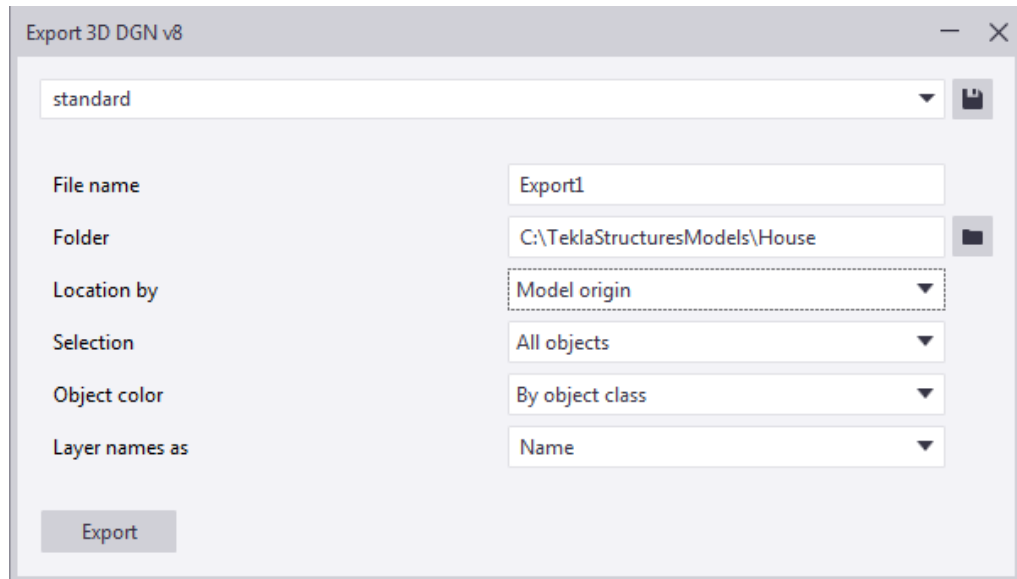 Export 3D DGN v8
standard
File name Export1
Folder C:\TeklaStructuresModels\House
Location by Model origin
Selection All objects
Object color By object class
Layer names as Name
Export